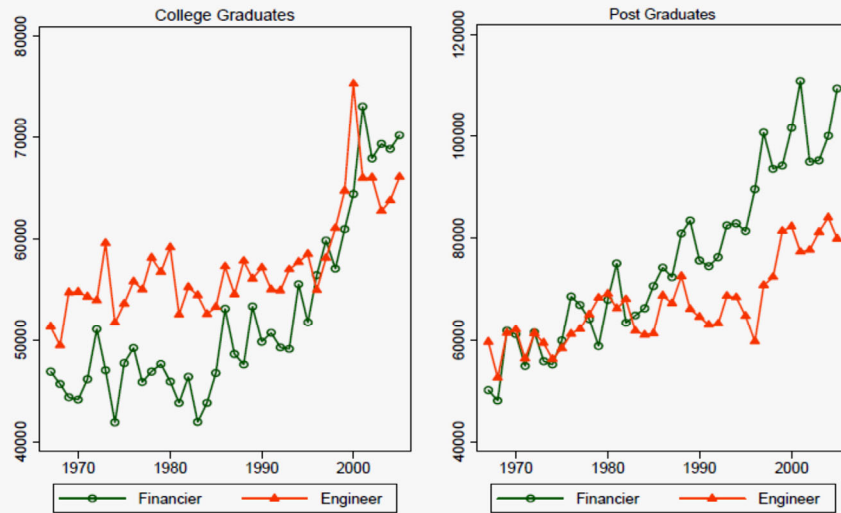 College Graduates
80000
70000
60000
50000
40000
1970 1980 1990 2000
Financier Engineer
Post Graduates
120000
100000
80000
60000
40000
1970 1980 1990 2000
Financier Engineer